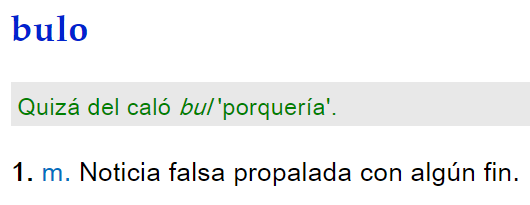 bulo
Quizá del caló bul 'porquería'.
1. m. Noticia falsa propalada con algún fin.